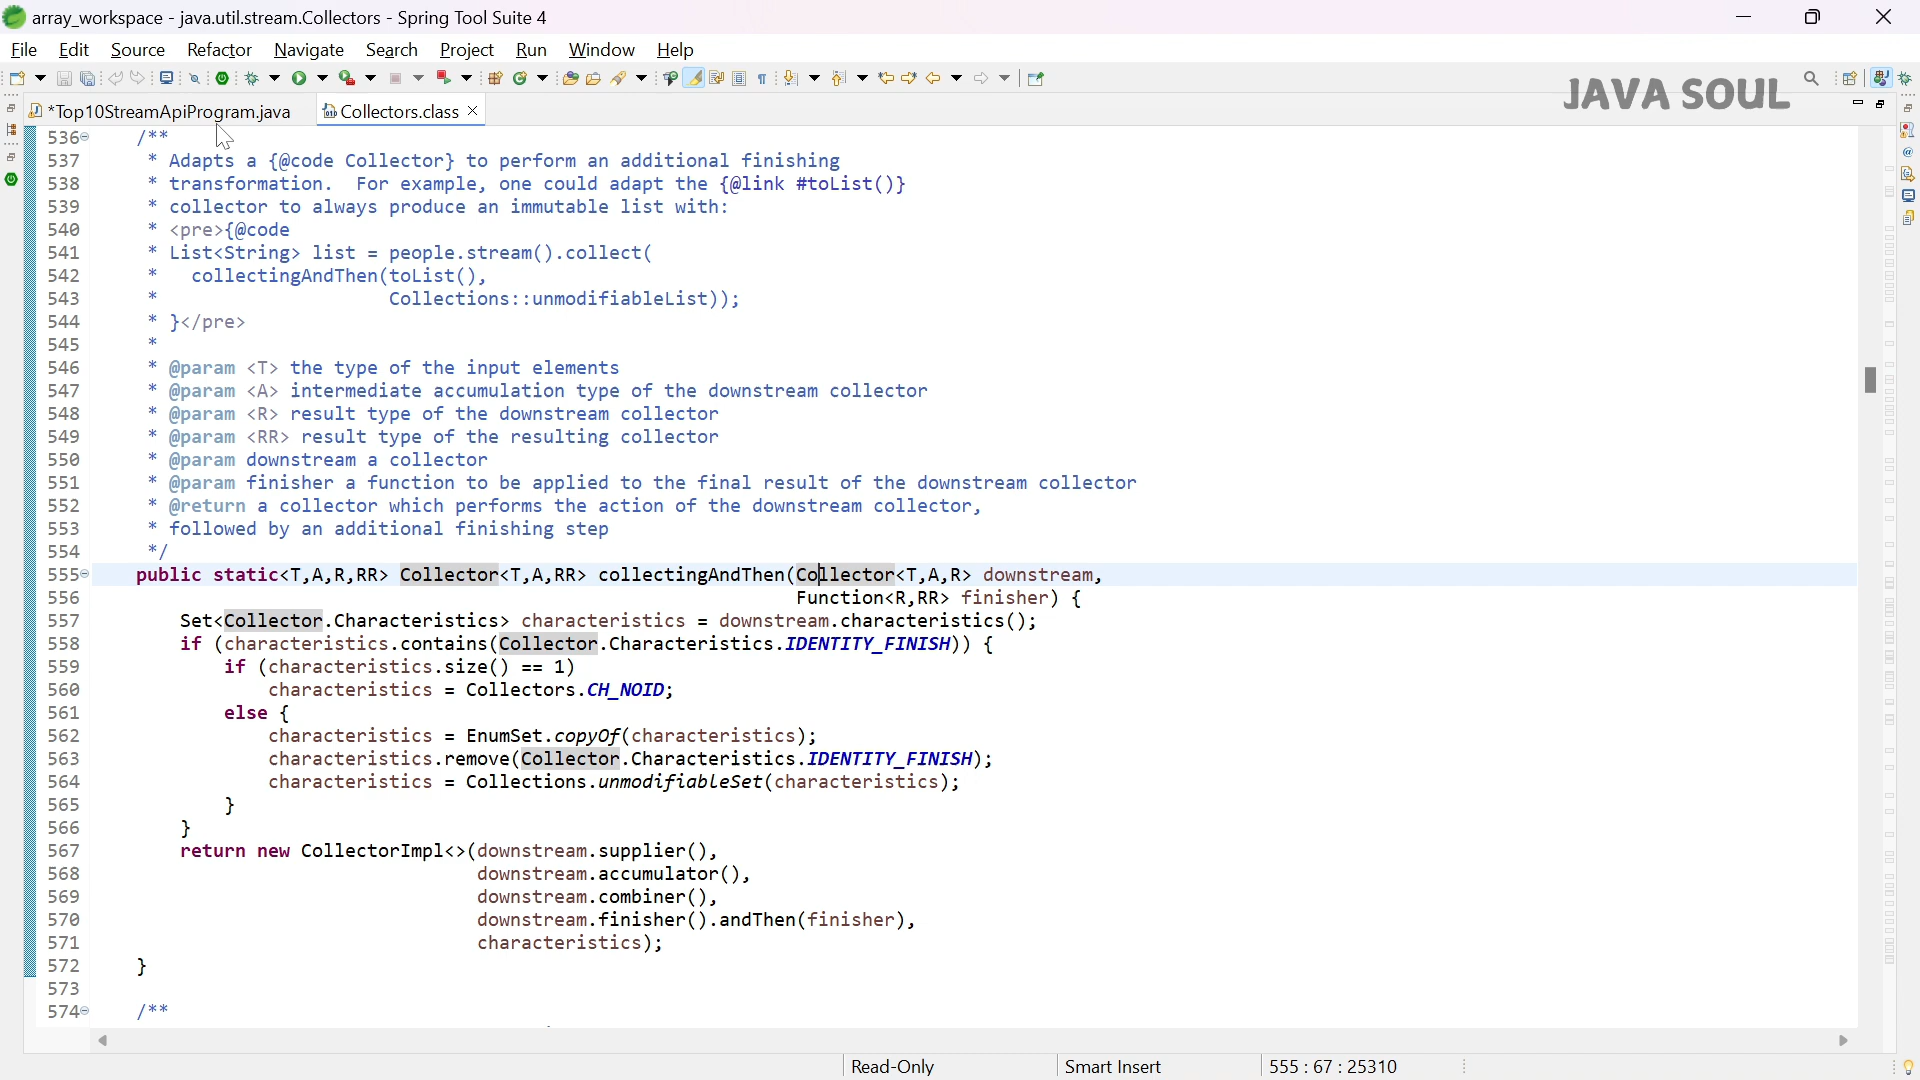 array_workspace - java.util.stream.Collectors - Spring Tool Suite 4
File Edit Source Refactor Navigate Search Project Run Window Help
JAVA SOUL
*Top10StreamApiProgram.java Collectors.class
536 /**
537 * Adapts a {@code Collector} to perform an additional finishing
538 * transformation.  For example, one could adapt the {@link #toList()}
539 * collector to always produce an immutable list with:
540 * <pre>{@code
541 * List<String> list = people.stream().collect(
542 *   collectingAndThen(toList(),
543 *                     Collections::unmodifiableList));
544 * }</pre>
545 *
546 * @param <T> the type of the input elements
547 * @param <A> intermediate accumulation type of the downstream collector
548 * @param <R> result type of the downstream collector
549 * @param <RR> result type of the resulting collector
550 * @param downstream a collector
551 * @param finisher a function to be applied to the final result of the downstream collector
552 * @return a collector which performs the action of the downstream collector,
553 * followed by an additional finishing step
554 */
555 public static<T,A,R,RR> Collector<T,A,RR> collectingAndThen(Collector<T,A,R> downstream,
556 Function<R,RR> finisher) {
557 Set<Collector.Characteristics> characteristics = downstream.characteristics();
558 if (characteristics.contains(Collector.Characteristics.IDENTITY_FINISH)) {
559 if (characteristics.size() == 1)
560 characteristics = Collectors.CH_NOID;
561 else {
562 characteristics = EnumSet.copyOf(characteristics);
563 characteristics.remove(Collector.Characteristics.IDENTITY_FINISH);
564 characteristics = Collections.unmodifiableSet(characteristics);
565 }
566 }
567 return new CollectorImpl<>(downstream.supplier(),
568 downstream.accumulator(),
569 downstream.combiner(),
570 downstream.finisher().andThen(finisher),
571 characteristics);
572 }
573
574 /**
Read-Only Smart Insert 555 : 67 : 25310